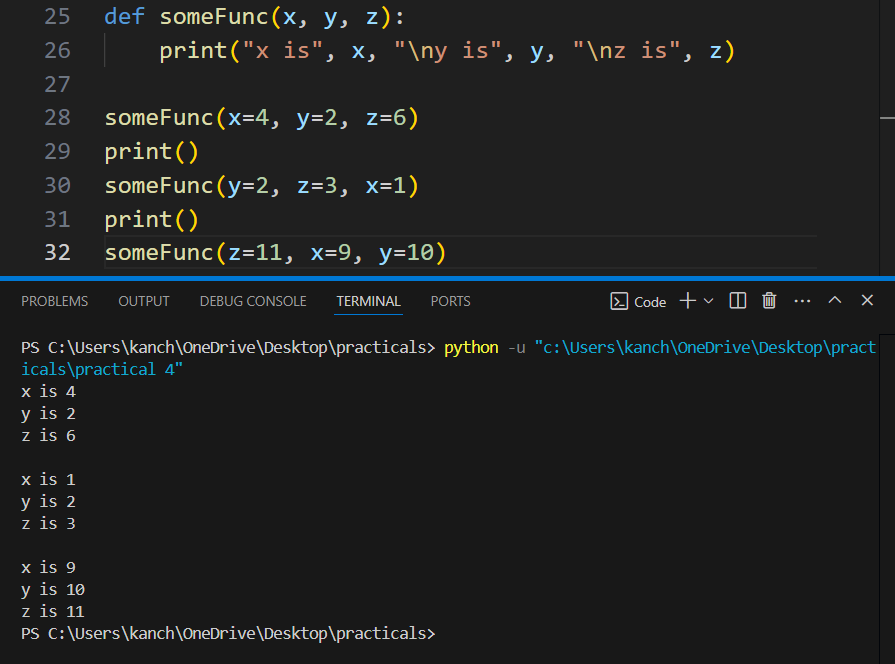 25 def someFunc(x, y, z):
26     print("x is", x, "\ny is", y, "\nz is", z)
27
28 someFunc(x=4, y=2, z=6)
29 print()
30 someFunc(y=2, z=3, x=1)
31 print()
32 someFunc(z=11, x=9, y=10)
PROBLEMS OUTPUT DEBUG CONSOLE TERMINAL PORTS Code
PS C:\Users\kanch\OneDrive\Desktop\practicals> python -u "c:\Users\kanch\OneDrive\Desktop\pract
icals\practical 4"
x is 4
y is 2
z is 6

x is 1
y is 2
z is 3

x is 9
y is 10
z is 11
PS C:\Users\kanch\OneDrive\Desktop\practicals>